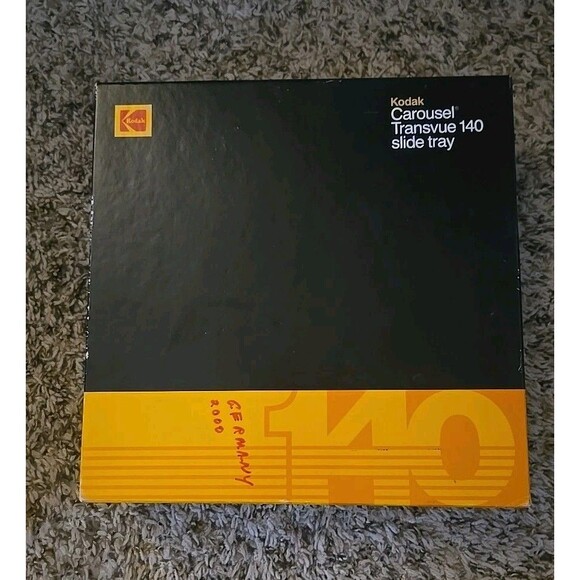 Kodak
Kodak
Carousel®
Transvue 140
slide tray
GERMANY
2000
140